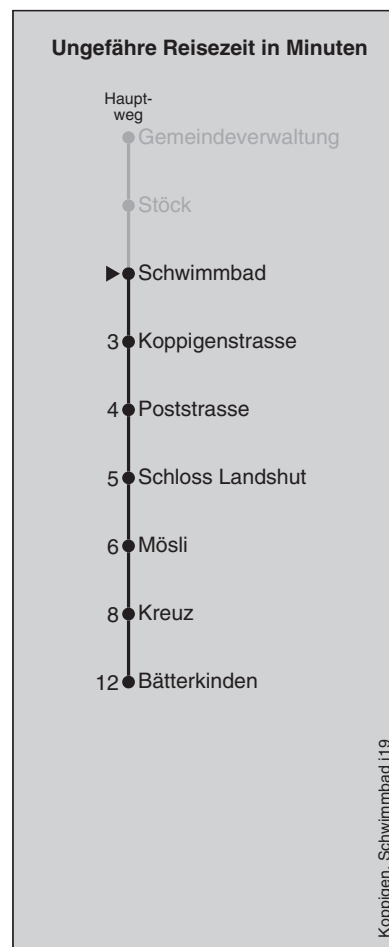 Ungefähre Reisezeit in Minuten
Haupt-
weg
Gemeindeverwaltung
Stöck
Schwimmbad
3 Koppigenstrasse
4 Poststrasse
5 Schloss Landshut
6 Mösli
8 Kreuz
12 Bätterkinden
Koppigen, Schwimmbad j19